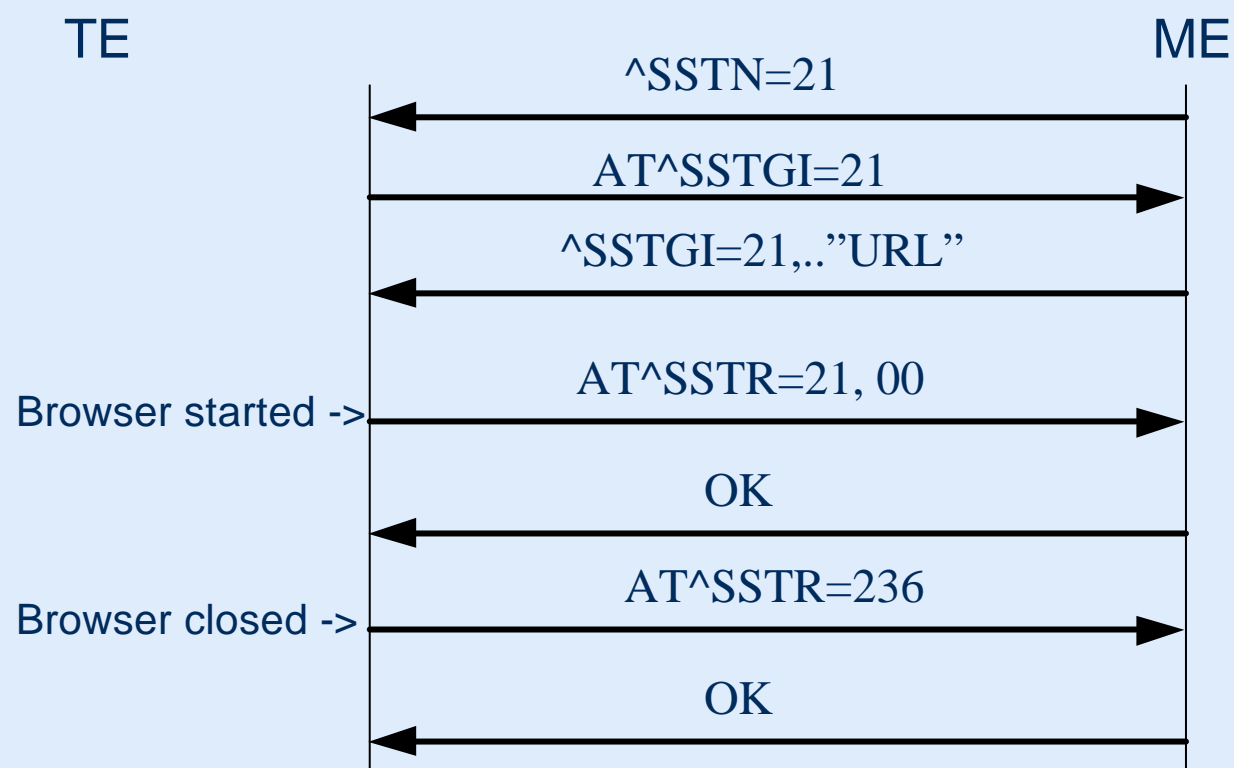 TE
ME
^SSTN=21
AT^SSTGI=21
^SSTGI=21,..”URL”
AT^SSTR=21, 00
Browser started ->
OK
AT^SSTR=236
Browser closed ->
OK